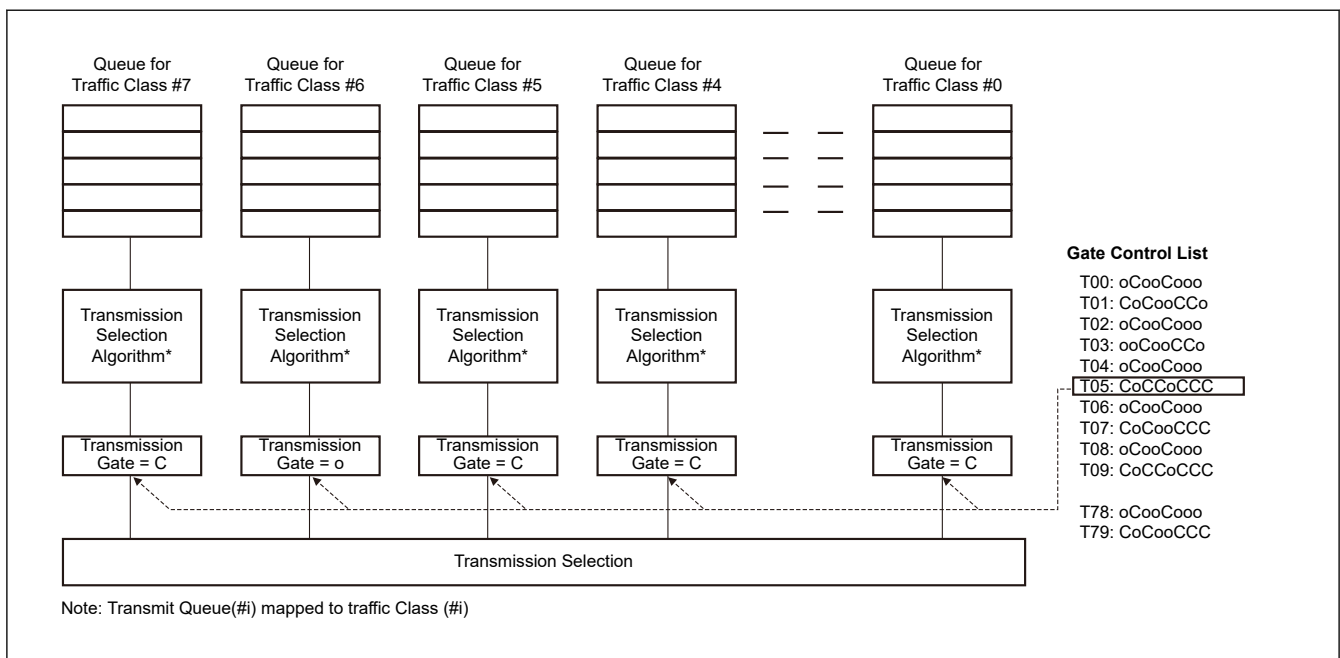 Queue for
Traffic Class #7
Queue for
Traffic Class #6
Queue for
Traffic Class #5
Queue for
Traffic Class #4
Queue for
Traffic Class #0
Transmission
Selection
Algorithm*
Transmission
Selection
Algorithm*
Transmission
Selection
Algorithm*
Transmission
Selection
Algorithm*
Transmission
Selection
Algorithm*
Transmission
Gate = C
Transmission
Gate = o
Transmission
Gate = C
Transmission
Gate = C
Transmission
Gate = C
Gate Control List
T00: oCooCooo
T01: CoCooCCo
T02: oCooCooo
T03: ooCooCCo
T04: oCooCooo
T05: CoCCoCCC
T06: oCooCooo
T07: CoCooCCC
T08: oCooCooo
T09: CoCCoCCC
T78: oCooCooo
T79: CoCooCCC
Transmission Selection
Note: Transmit Queue(#i) mapped to traffic Class (#i)